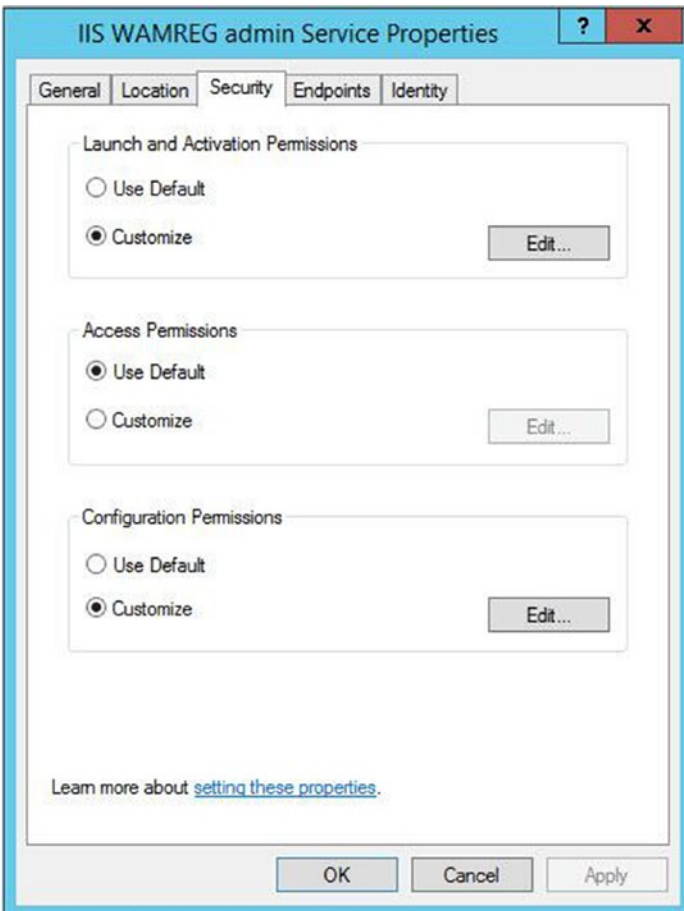 IIS WAMREG admin Service Properties ? x
General Location Security Endpoints Identity
Launch and Activation Permissions
Use Default
Customize Edit...
Access Permissions
Use Default
Customize Edit...
Configuration Permissions
Use Default
Customize Edit...
Learn more about setting these properties.
OK Cancel Apply